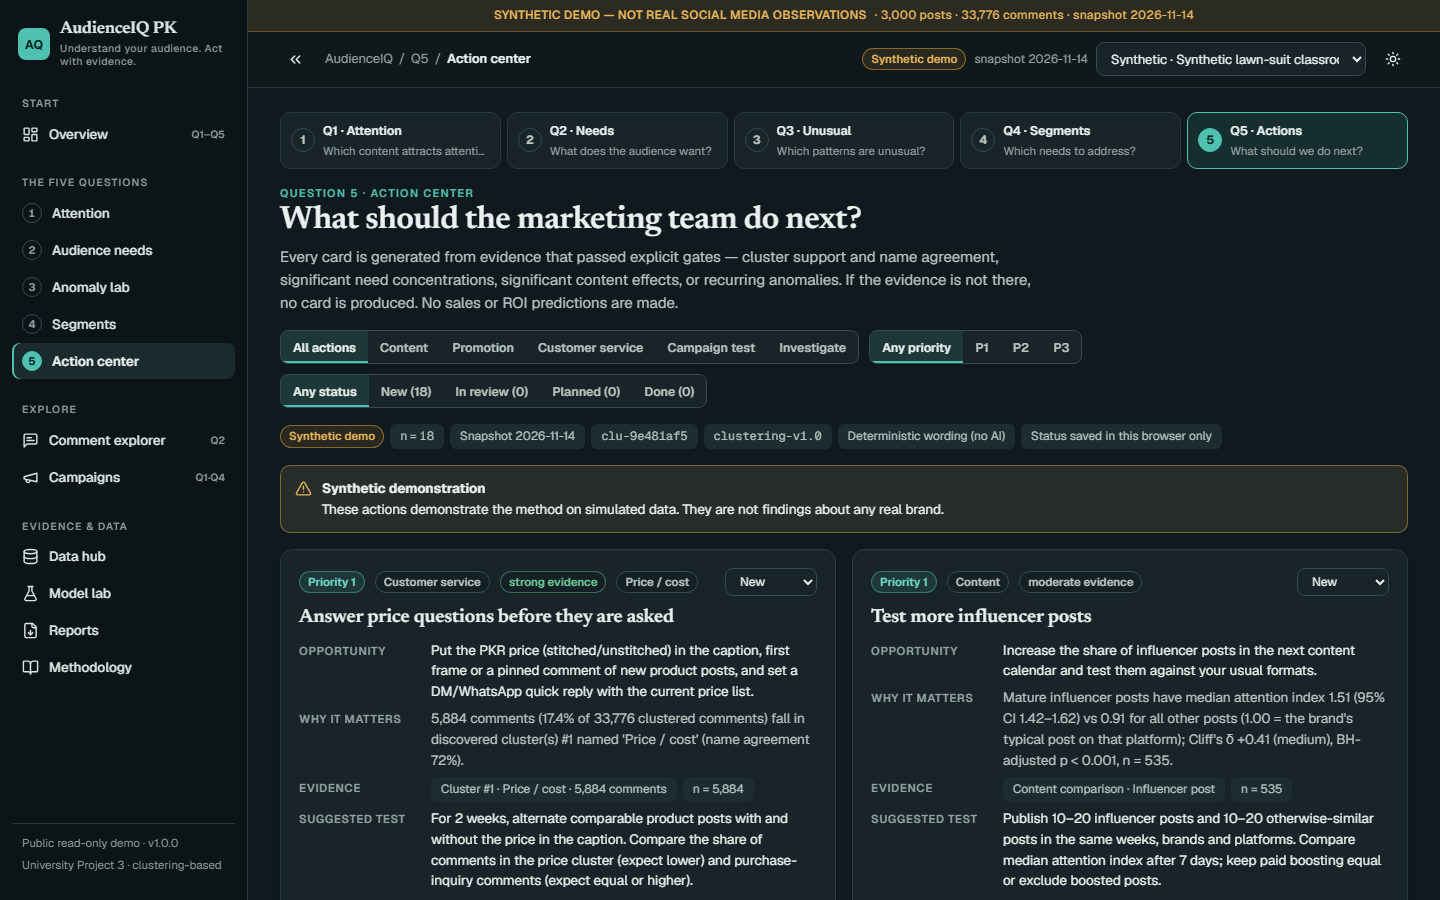 AQ
AudienceIQ PK
Understand your audience. Act
with evidence.
START
Overview Q1–Q5
THE FIVE QUESTIONS
1 Attention
2 Audience needs
3 Anomaly lab
4 Segments
5 Action center
EXPLORE
Comment explorer Q2
Campaigns Q1-Q4
EVIDENCE & DATA
Data hub
Model lab
Reports
Methodology
Public read-only demo · v1.0.0
University Project 3 · clustering-based
SYNTHETIC DEMO — NOT REAL SOCIAL MEDIA OBSERVATIONS · 3,000 posts · 33,776 comments · snapshot 2026-11-14
« AudienceIQ / Q5 / Action center
Synthetic demo snapshot 2026-11-14 Synthetic · Synthetic lawn-suit classroo
1 Q1 · Attention
Which content attracts attenti…
2 Q2 · Needs
What does the audience want?
3 Q3 · Unusual
Which patterns are unusual?
4 Q4 · Segments
Which needs to address?
5 Q5 · Actions
What should we do next?
QUESTION 5 · ACTION CENTER
What should the marketing team do next?
Every card is generated from evidence that passed explicit gates — cluster support and name agreement,
significant need concentrations, significant content effects, or recurring anomalies. If the evidence is not there,
no card is produced. No sales or ROI predictions are made.
All actions Content Promotion Customer service Campaign test Investigate
Any priority P1 P2 P3
Any status New (18) In review (0) Planned (0) Done (0)
Synthetic demo n = 18 Snapshot 2026-11-14 clu-9e481af5 clustering-v1.0 Deterministic wording (no AI) Status saved in this browser only
Synthetic demonstration
These actions demonstrate the method on simulated data. They are not findings about any real brand.
Priority 1 Customer service strong evidence Price / cost New
Answer price questions before they are asked
OPPORTUNITY
Put the PKR price (stitched/unstitched) in the caption, first
frame or a pinned comment of new product posts, and set a
DM/WhatsApp quick reply with the current price list.
WHY IT MATTERS
5,884 comments (17.4% of 33,776 clustered comments) fall in
discovered cluster(s) #1 named 'Price / cost' (name agreement
72%).
EVIDENCE
Cluster #1 · Price / cost · 5,884 comments n = 5,884
SUGGESTED TEST
For 2 weeks, alternate comparable product posts with and
without the price in the caption. Compare the share of
comments in the price cluster (expect lower) and purchase-
inquiry comments (expect equal or higher).
Priority 1 Content moderate evidence New
Test more influencer posts
OPPORTUNITY
Increase the share of influencer posts in the next content
calendar and test them against your usual formats.
WHY IT MATTERS
Mature influencer posts have median attention index 1.51 (95%
CI 1.42–1.62) vs 0.91 for all other posts (1.00 = the brand's
typical post on that platform); Cliff's δ +0.41 (medium), BH-
adjusted p < 0.001, n = 535.
EVIDENCE
Content comparison · Influencer post n = 535
SUGGESTED TEST
Publish 10–20 influencer posts and 10–20 otherwise-similar
posts in the same weeks, brands and platforms. Compare
median attention index after 7 days; keep paid boosting equal
or exclude boosted posts.